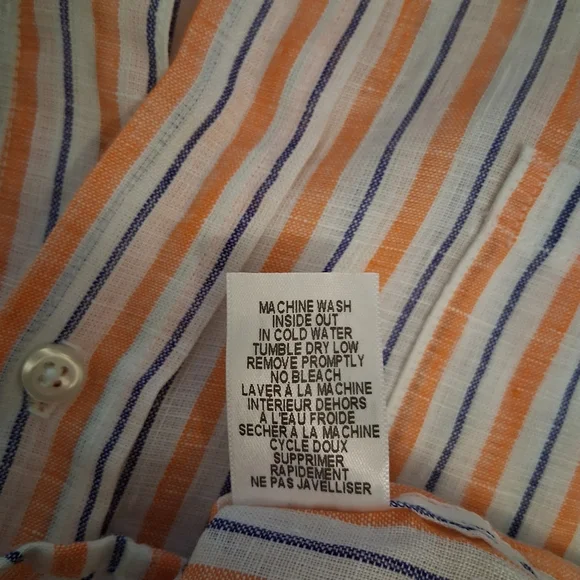 MACHINE WASH
INSIDE OUT
IN COLD WATER
TUMBLE DRY LOW
REMOVE PROMPTLY
NO BLEACH
LAVER À LA MACHINE
INTÉRIEUR DEHORS
À L'EAU FROIDE
SECHER À LA MACHINE
CYCLE DOUX
SUPPRIMER
RAPIDEMENT
NE PAS JAVELLISER